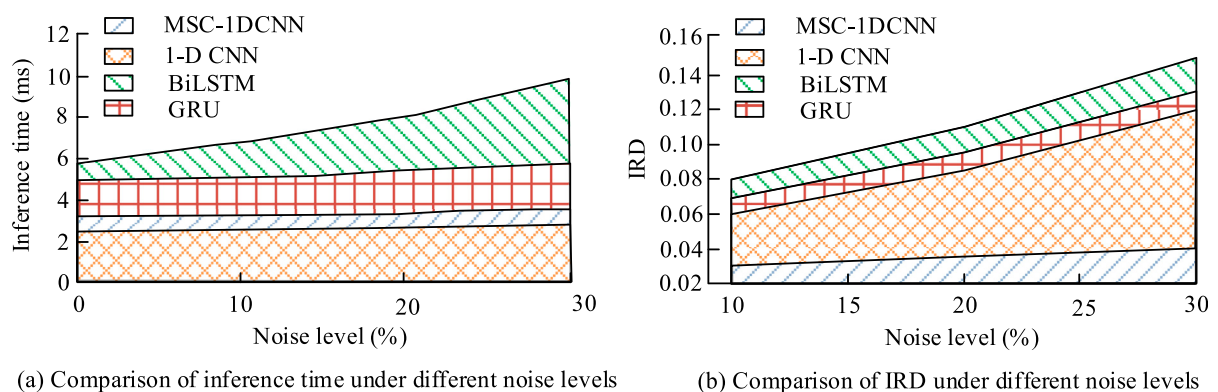 MSC-1DCNN
1-D CNN
BiLSTM
GRU
Inference time (ms)
12
10
8
6
4
2
0
0
10
20
30
Noise level (%)
(a) Comparison of inference time under different noise levels
MSC-1DCNN
1-D CNN
BiLSTM
GRU
IRD
0.16
0.14
0.12
0.10
0.08
0.06
0.04
0.02
10
15
20
25
30
Noise level (%)
(b) Comparison of IRD under different noise levels